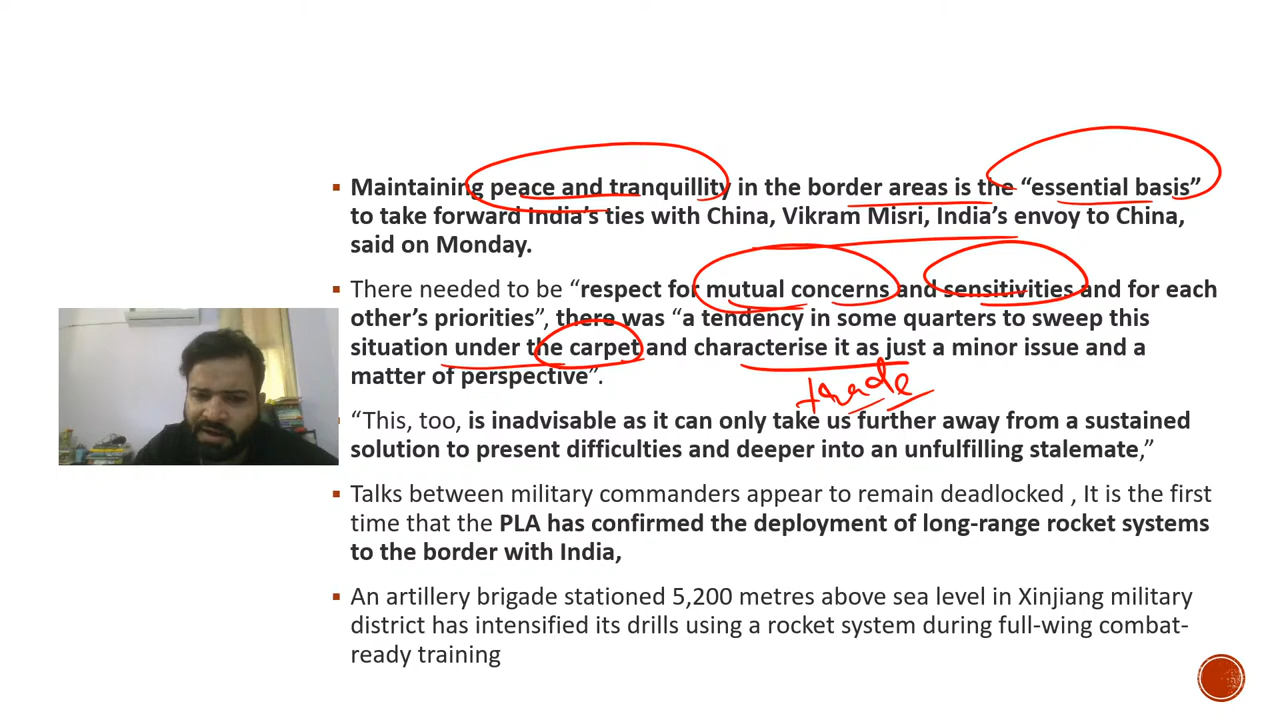 Maintaining peace and tranquillity in the border areas is the “essential basis”
to take forward India’s ties with China, Vikram Misri, India’s envoy to China,
said on Monday.
There needed to be “respect for mutual concerns and sensitivities and for each
other’s priorities”, there was “a tendency in some quarters to sweep this
situation under the carpet and characterise it as just a minor issue and a
matter of perspective”.
trade
“This, too, is inadvisable as it can only take us further away from a sustained
solution to present difficulties and deeper into an unfulfilling stalemate,”
Talks between military commanders appear to remain deadlocked , It is the first
time that the PLA has confirmed the deployment of long-range rocket systems
to the border with India,
An artillery brigade stationed 5,200 metres above sea level in Xinjiang military
district has intensified its drills using a rocket system during full-wing combat-
ready training